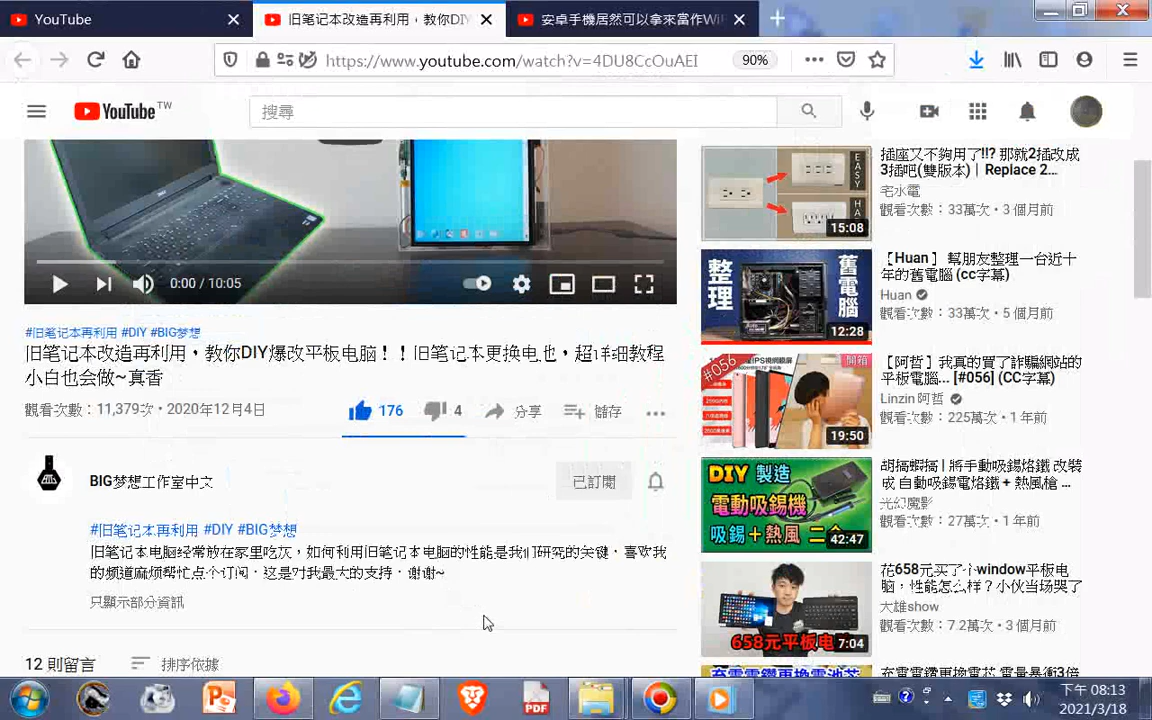 YouTube
旧笔记本改造再利用，教你DIY
安卓手機居然可以拿來當作WiF
https://www.youtube.com/watch?v=4DU8CcOuAEI
90%
YouTube TW
搜尋
0:00 / 10:05
#旧笔记本再利用 #DIY #BIG梦想
旧笔记本改造再利用，教你DIY爆改平板电脑！！旧笔记本更换电池，超详细教程
小白也会做~真香
觀看次數：11,379次・2020年12月4日
176
4
分享
儲存
BIG梦想工作室中文
已訂閱
#旧笔记本再利用 #DIY #BIG梦想
旧笔记本电脑经常放在家里吃灰，如何利用旧笔记本电脑的性能是我们研究的关键，喜欢我
的频道麻烦帮忙点个订阅，这是对我最大的支持，谢谢~
只顯示部分資訊
12 則留言
排序依據
EASY
HA
15:08
插座又不夠用了!!? 那就2插改成
3插吧(雙版本)｜Replace 2...
宅水電
觀看次數：33萬次・3 個月前
整理
舊電腦
12:28
【Huan】 幫朋友整理一台近十
年的舊電腦 (cc字幕)
Huan
觀看次數：33萬次・5 個月前
#056
開箱
19:50
【阿哲】我真的買了詐騙網站的
平板電腦... [#056] (CC字幕)
Linzin 阿哲
觀看次數：225萬次・1 年前
DIY 製造
電動吸錫機
吸錫＋熱風 二合
42:47
胡搞蝦搞 | 將手動吸錫烙鐵 改裝
成 自動吸錫電烙鐵 + 熱風槍 ...
光幻魔影
觀看次數：27萬次・1 年前
658元平板电
7:04
花658元买了个window平板电
脑，性能怎么样？小伙当场哭了
大雄show
觀看次數：7.2萬次・3 個月前
充電電鑽更換電芯 電量暴衝3倍
PDF
下午 08:13
2021/3/18